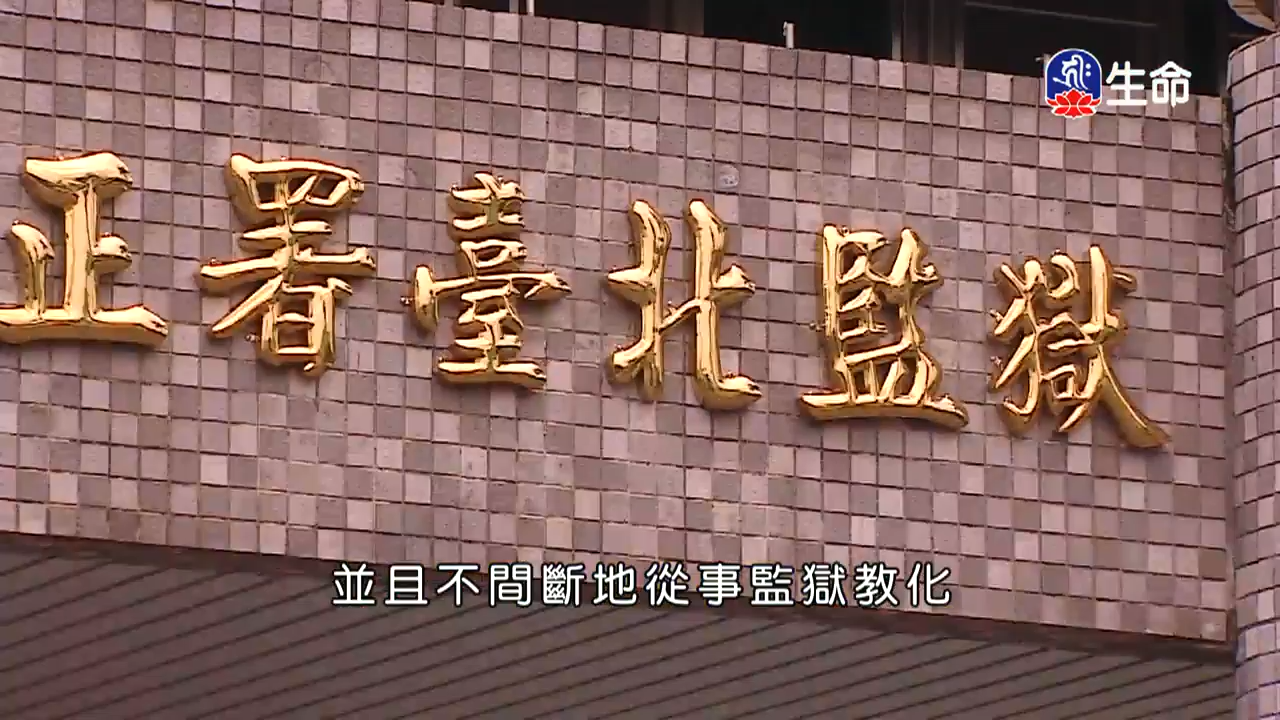 生命
正署臺北監獄
並且不間斷地從事監獄教化